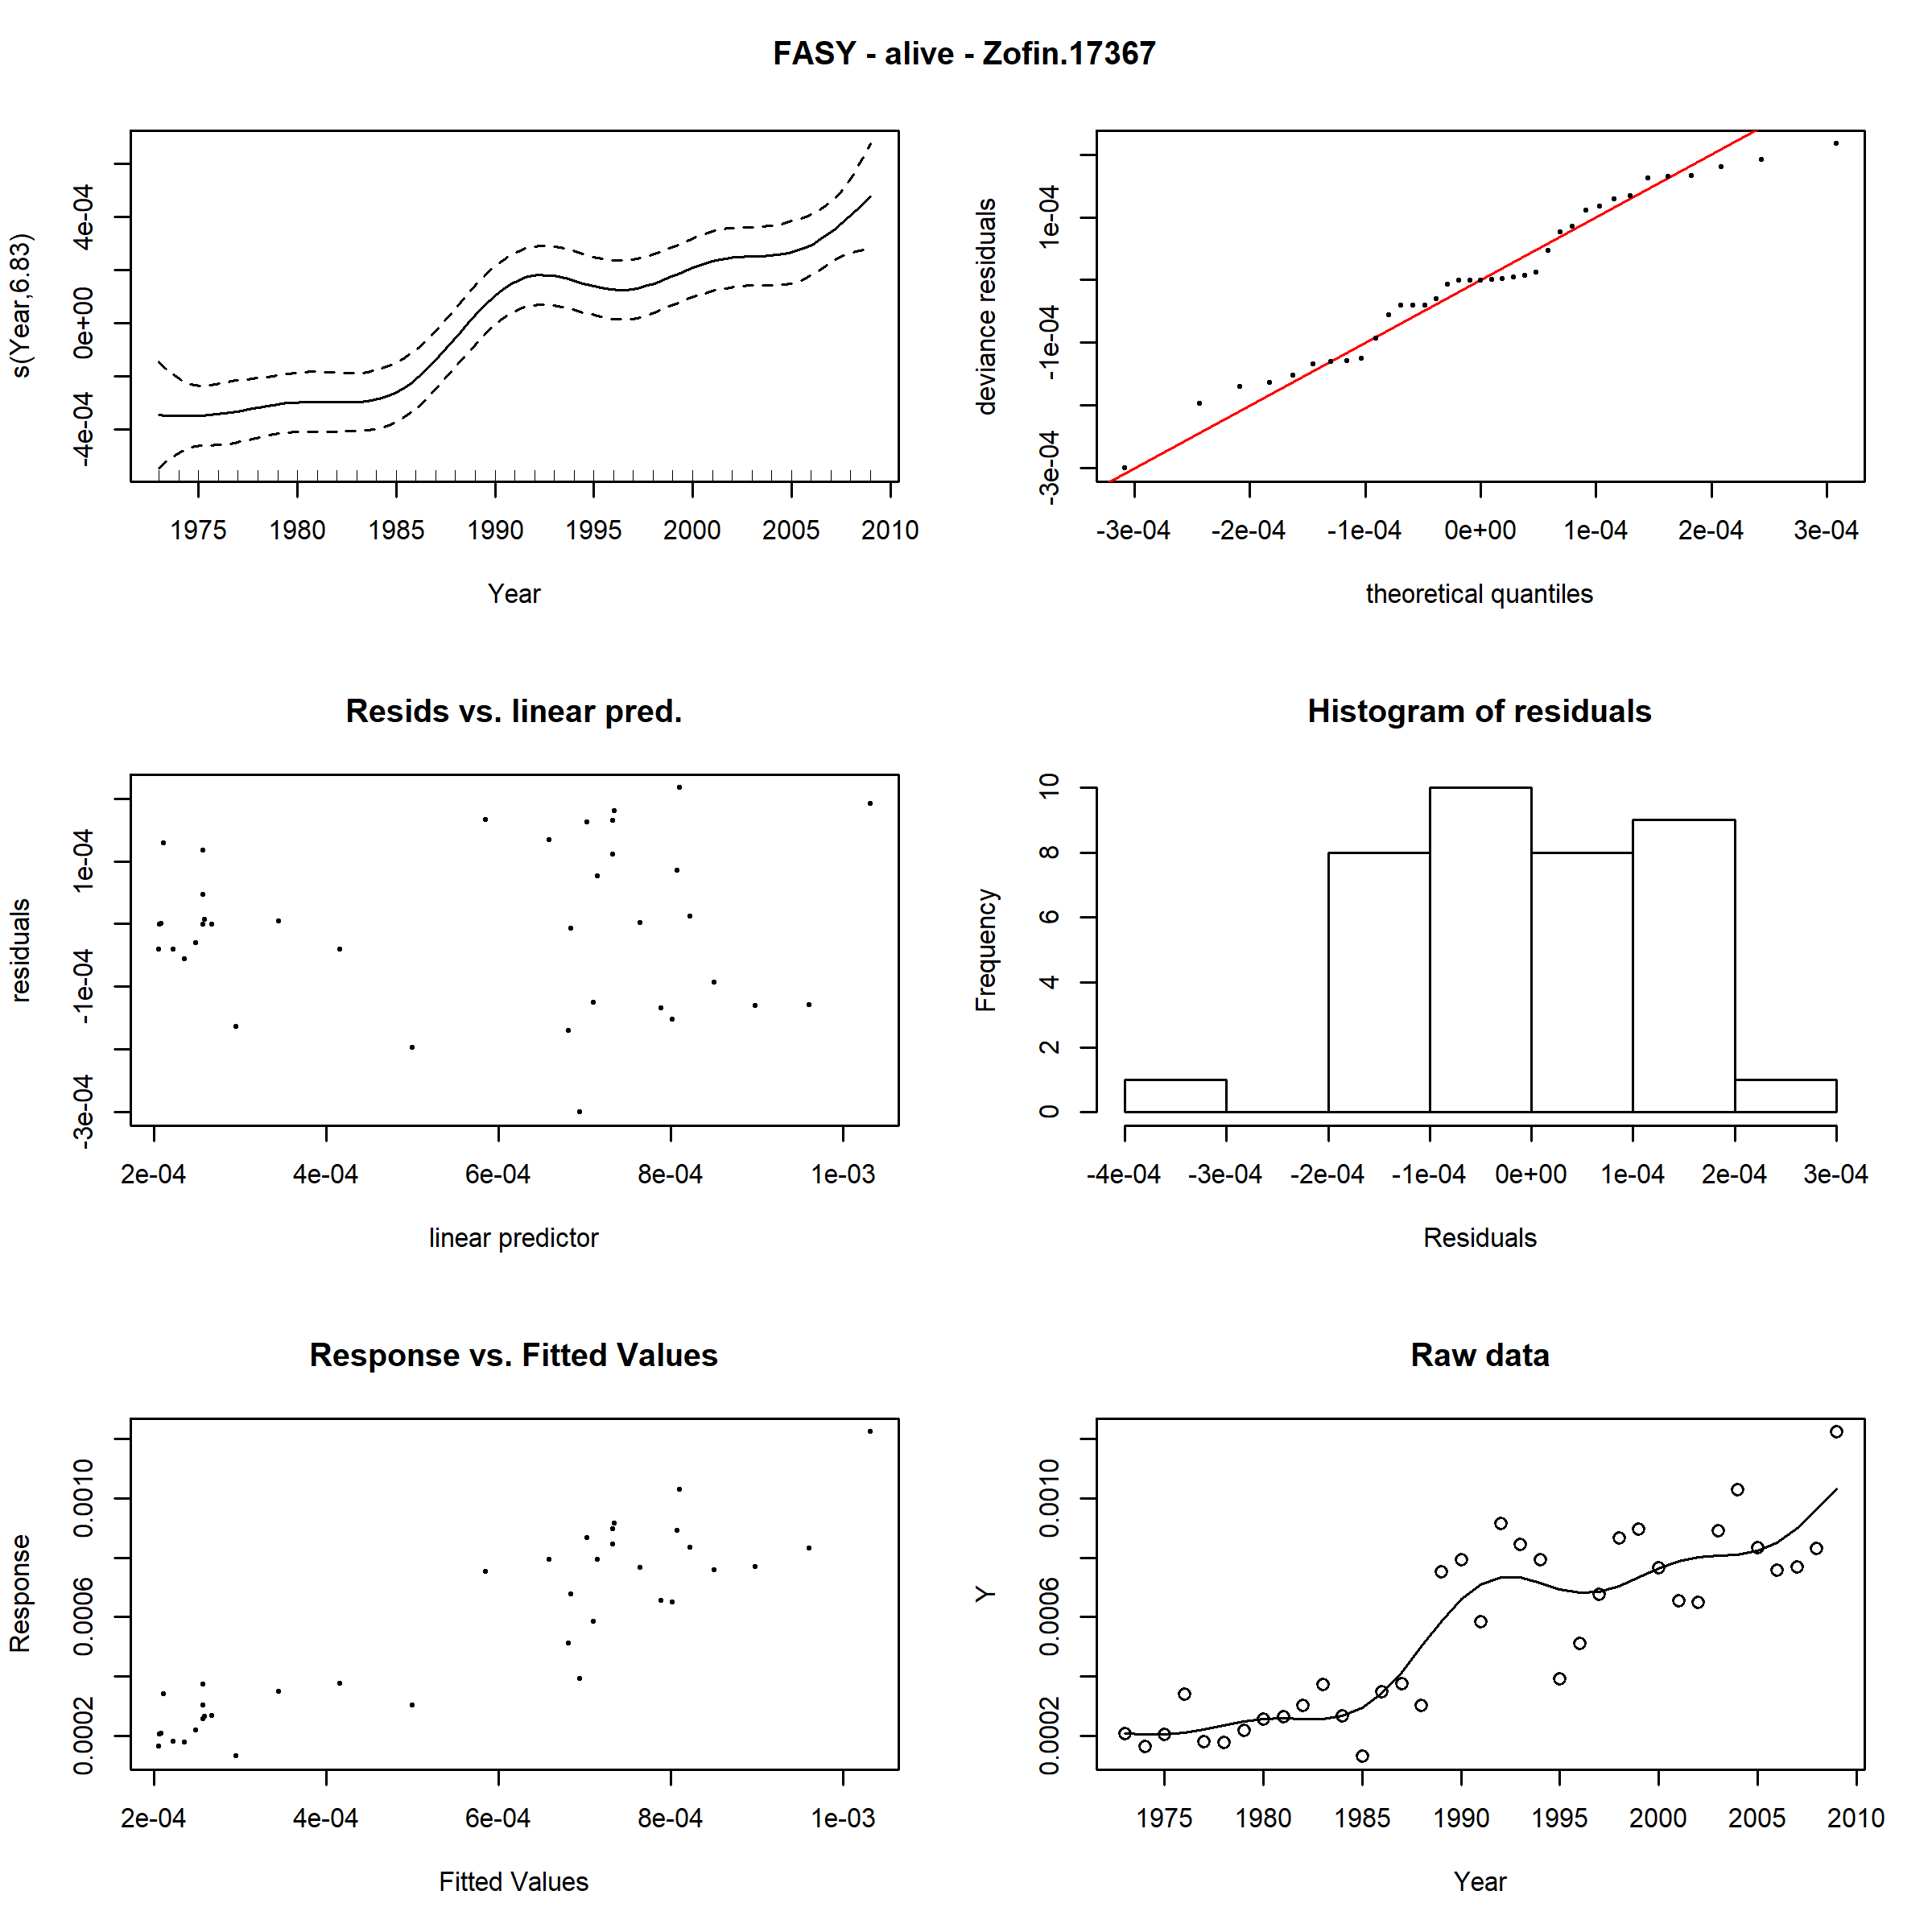 FASY - alive - Zofin.17367
s(Year,6.83)
-4e-04 0e+00 4e-04
1975 1980 1985 1990 1995 2000 2005 2010
Year
deviance residuals
-3e-04 -1e-04 1e-04
-3e-04 -2e-04 -1e-04 0e+00 1e-04 2e-04 3e-04
theoretical quantiles
Resids vs. linear pred.
residuals
-3e-04 -1e-04 1e-04
2e-04 4e-04 6e-04 8e-04 1e-03
linear predictor
Histogram of residuals
Frequency
0 2 4 6 8 10
-4e-04 -3e-04 -2e-04 -1e-04 0e+00 1e-04 2e-04 3e-04
Residuals
Response vs. Fitted Values
Response
0.0002 0.0006 0.0010
2e-04 4e-04 6e-04 8e-04 1e-03
Fitted Values
Raw data
Y
0.0002 0.0006 0.0010
1975 1980 1985 1990 1995 2000 2005 2010
Year